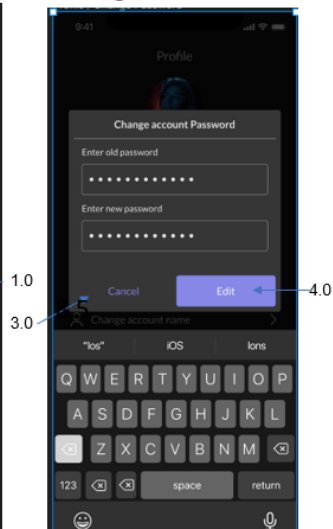 9:41
Profile
Change account Password
Enter old password
Enter new password
1.0
Cancel
Edit
4.0
3.0
Change account name
"los"
iOS
Ions
Q W E R T Y U I O P
A S D F G H J K L
Z X C V B N M
123
space
return